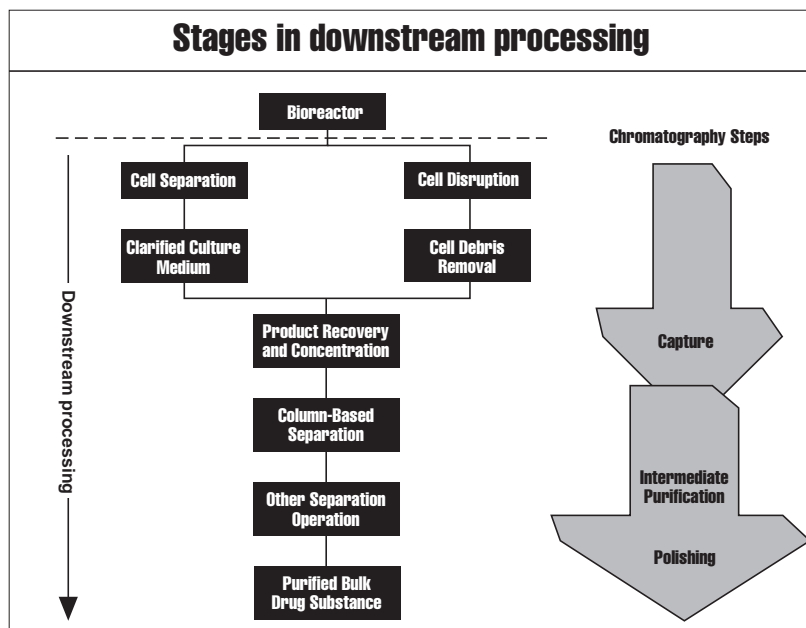 Stages in downstream processing
Bioreactor
Chromatography Steps
Cell Separation
Cell Disruption
Clarified Culture
Medium
Cell Debris
Removal
Downstream processing
Product Recovery
and Concentration
Capture
Column-Based
Separation
Intermediate
Purification
Other Separation
Operation
Polishing
Purified Bulk
Drug Substance